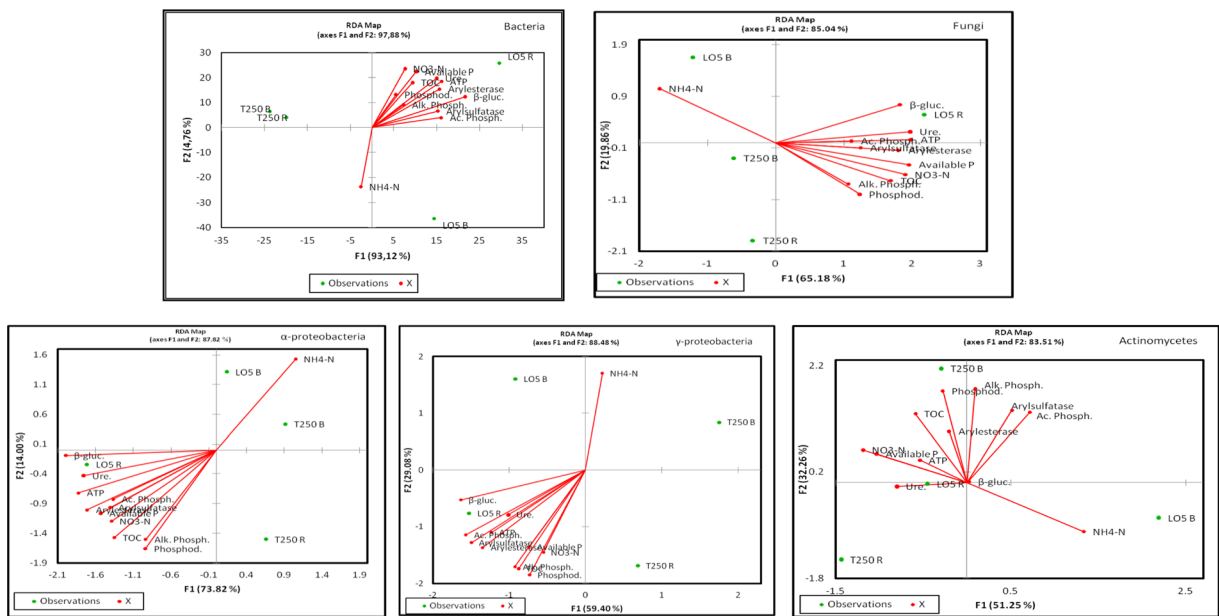 RDA Map
(axes F1 and F2: 97,88 %)
Bacteria
30
20
10
0
-10
-20
-30
-40
F2 (4,76 %)
LO5 R
NO3-N
Available P
Ure.
ATP
TOC
Arylesterase
Phosphod.
β-gluc.
Alk. Phosph.
Arylsulfatase
Ac. Phosph.
T250 B
T250 R
NH4-N
LO5 B
-35 -25 -15 -5 5 15 25 35
F1 (93,12 %)
Observations X
RDA Map
(axes F1 and F2: 85.04 %)
Fungi
1.9
0.9
-0.1
-1.1
-2.1
F2 (19.86 %)
LO5 B
NH4-N
β-gluc.
LO5 R
Ure.
Ac. Phosph. ATP
Arylsulfatase
Arylesterase
T250 B
Available P
NO3-N
TOC
Alk. Phosph.
Phosphod.
T250 R
-2 -1 0 1 2 3
F1 (65.18 %)
Observations X
RDA Map
(axes F1 and F2: 87.82 %)
α-proteobacteria
1.6
1.1
0.6
0.1
-0.4
-0.9
-1.4
-1.9
F2 (14.00 %)
NH4-N
LO5 B
T250 B
β-gluc.
LO5 R
Ure.
ATP
Ac. Phosph.
Arylsulfatase
Available P
NO3-N
TOC
Alk. Phosph.
Phosphod.
T250 R
-2.1 -1.6 -1.1 -0.6 -0.1 0.4 0.9 1.4 1.9
F1 (73.82 %)
Observations X
RDA Map
(axes F1 and F2: 88.48 %)
γ-proteobacteria
2
1
0
-1
-2
F2 (29.08 %)
NH4-N
LO5 B
T250 B
β-gluc.
LO5 R
Ure.
ATP
Ac. Phosph.
Arylsulfatase
Arylesterase
Available P
NO3-N
Alk. Phosph.
TOC
Phosphod.
T250 R
-2 -1 0 1 2
F1 (59.40 %)
Observations X
RDA Map
(axes F1 and F2: 83.51 %)
Actinomycetes
2.2
0.2
-1.8
F2 (32.26 %)
T250 B
Alk. Phosph.
Phosphod.
Arylsulfatase
TOC
Ac. Phosph.
Arylesterase
NO3-N
Available P
ATP
Ure.
LO5 R
β-gluc.
LO5 B
NH4-N
T250 R
-1.5 0.5 2.5
F1 (51.25 %)
Observations X